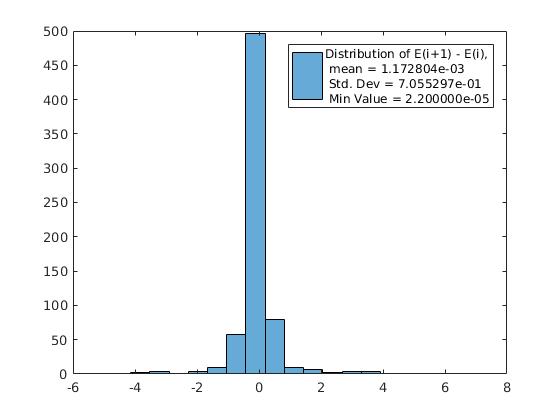 500
450
400
350
300
250
200
150
100
50
0
-6 -4 -2 0 2 4 6 8
Distribution of E(i+1) - E(i),
mean = 1.172804e-03
Std. Dev = 7.055297e-01
Min Value = 2.200000e-05